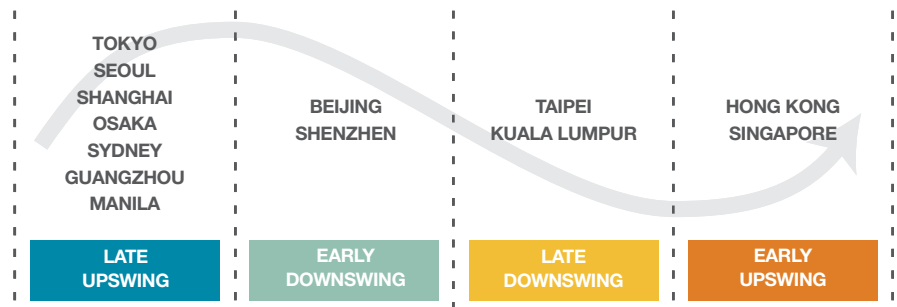 TOKYO
SEOUL
SHANGHAI
OSAKA
SYDNEY
GUANGZHOU
MANILA
LATE
UPSWING
BEIJING
SHENZHEN
EARLY
DOWNSWING
TAIPEI
KUALA LUMPUR
LATE
DOWNSWING
HONG KONG
SINGAPORE
EARLY
UPSWING